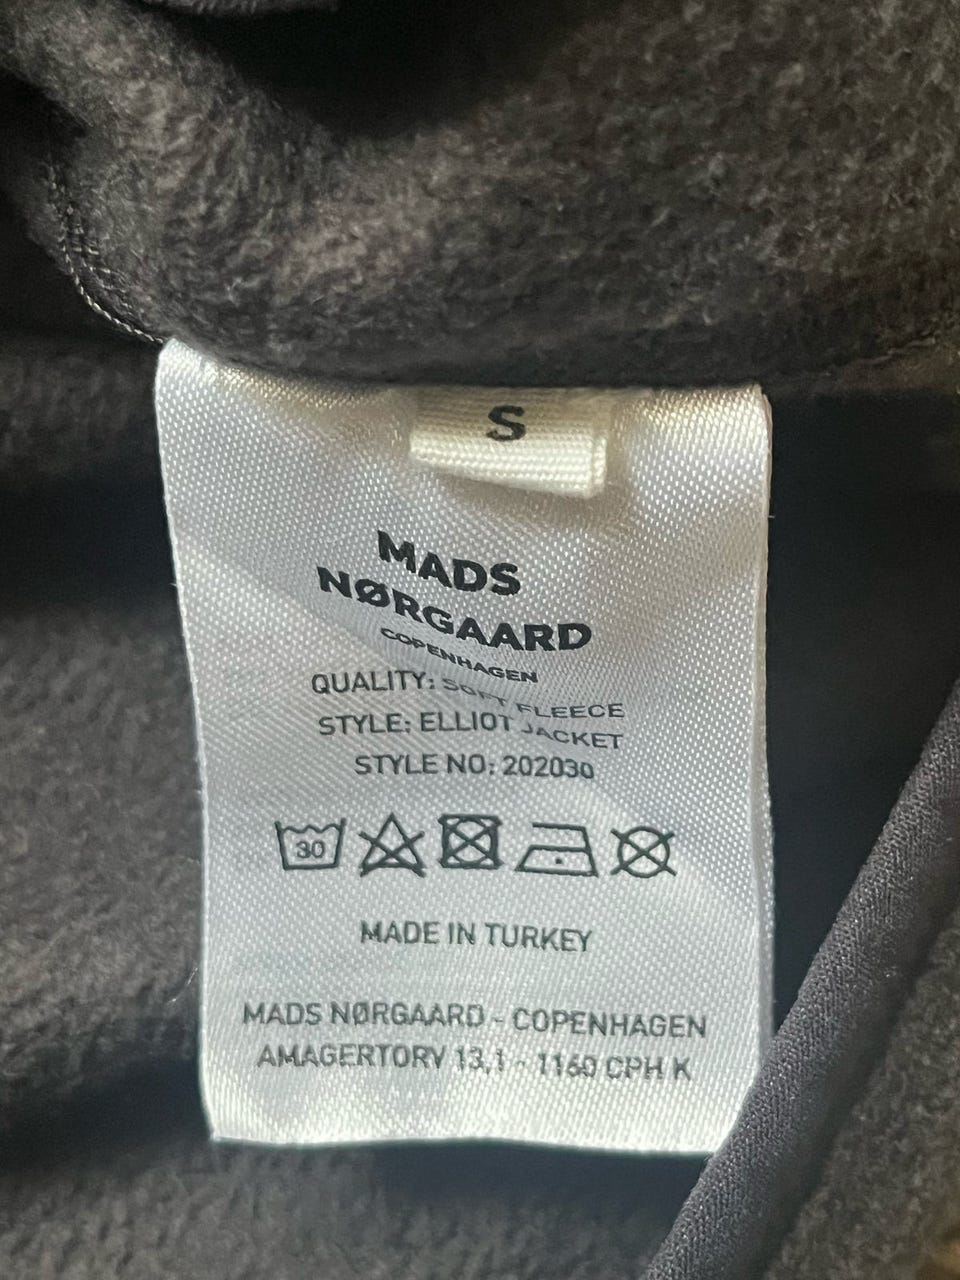 S
MADS
NØRGAARD
COPENHAGEN
QUALITY: SOFT FLEECE
STYLE: ELLIOT JACKET
STYLE NO: 202030
30
MADE IN TURKEY
MADS NØRGAARD - COPENHAGEN
AMAGERTORV 13,1 - 1160 CPH K